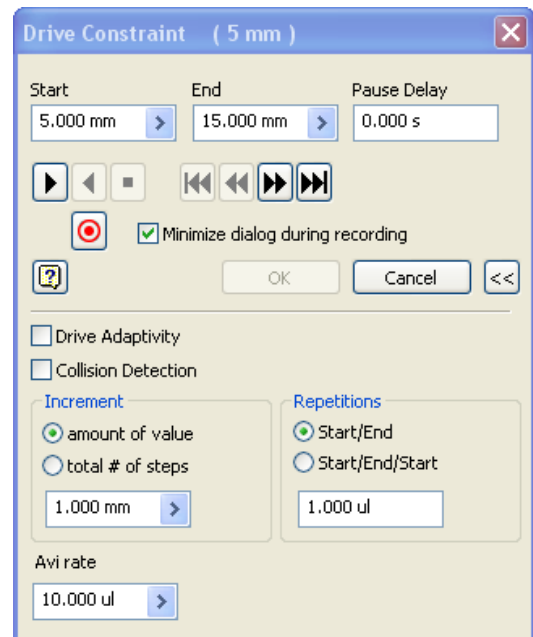 Drive Constraint ( 5 mm )
Start End Pause Delay
5.000 mm 15.000 mm 0.000 s
Minimize dialog during recording
OK Cancel <<
Drive Adaptivity
Collision Detection
Increment Repetitions
amount of value Start/End
total # of steps Start/End/Start
1.000 mm 1.000 ul
Avi rate
10.000 ul